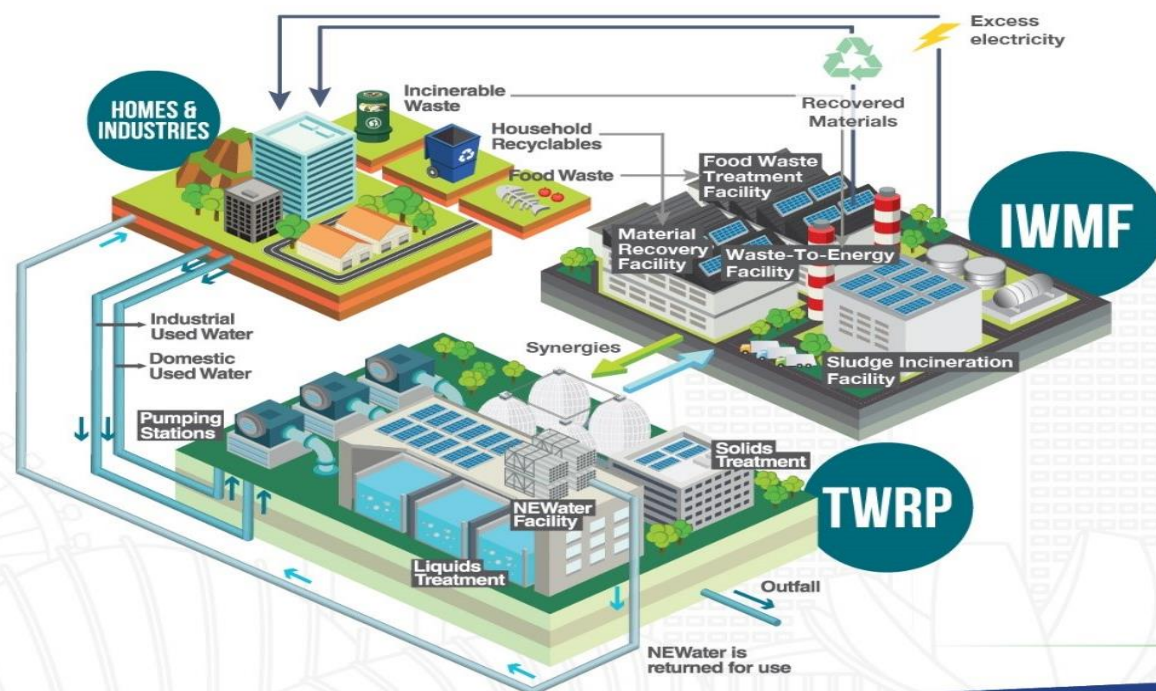 Excess
electricity
HOMES &
INDUSTRIES
Incinerable
Waste
Household
Recyclables
Food Waste
Recovered
Materials
Food Waste
Treatment
Facility
Material
Recovery
Facility
Waste-To-Energy
Facility
IWMF
Sludge Incineration
Facility
Industrial
Used Water
Domestic
Used Water
Synergies
Pumping
Stations
Solids
Treatment
NEWater
Facility
Liquids
Treatment
TWRP
Outfall
NEWater is
returned for use